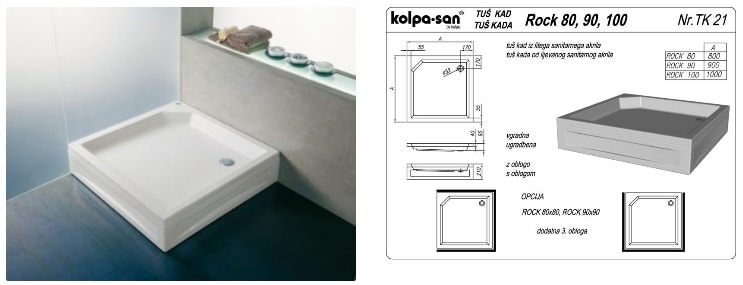 kolpa-san
by kolpa
TUŠ KAD
TUŠ KADA
Rock 80, 90, 100
Nr.TK 21
tuš kad iz litega sanitarnega akrila
tuš kada od lijevanog sanitarnog akrila
A
ROCK 80 800
ROCK 90 900
ROCK 100 1000
A
55 170
170
A
55
45
65
vgradna
ugradbena
z oblogo
s oblogom
210
OPCIJA
ROCK 80x80, ROCK 90x90
dodatna 3. obloga